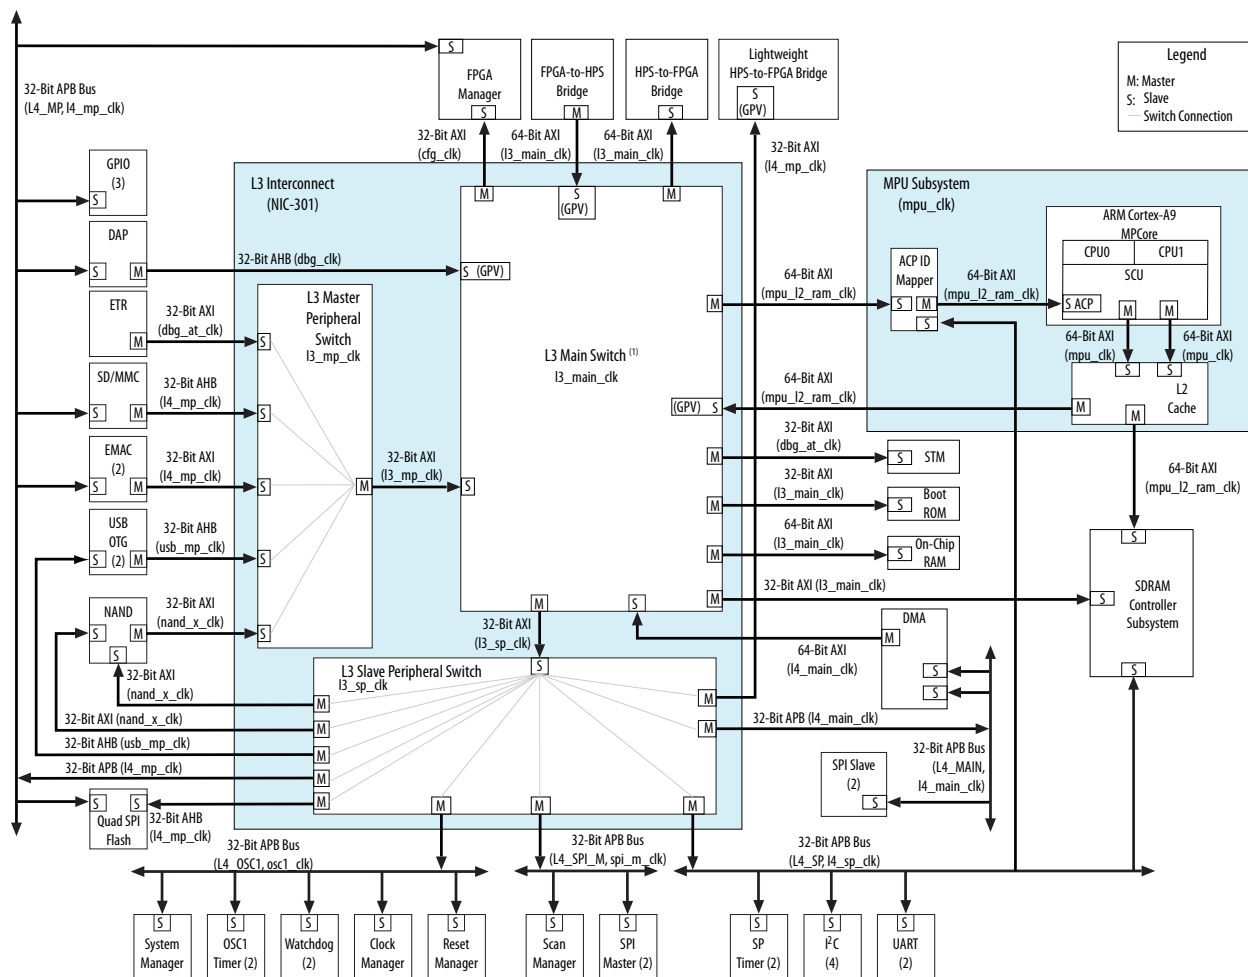 32-Bit APB Bus
(L4_MP, l4_mp_clk)
S
FPGA
Manager
S
FPGA-to-HPS
Bridge
M
HPS-to-FPGA
Bridge
S
Lightweight
HPS-to-FPGA Bridge
S
(GPV)
Legend
M: Master
S: Slave
Switch Connection
32-Bit AXI
(cfg_clk)
64-Bit AXI
(l3_main_clk)
64-Bit AXI
(l3_main_clk)
32-Bit AXI
(l4_mp_clk)
GPIO
(3)
S
DAP
S
M
32-Bit AHB (dbg_clk)
ETR
M
32-Bit AXI
(dbg_at_clk)
SD/MMC
S
M
32-Bit AHB
(l4_mp_clk)
EMAC
(2)
S
M
32-Bit AXI
(l4_mp_clk)
USB
OTG
(2)
S
M
32-Bit AHB
(usb_mp_clk)
NAND
S
M
S
32-Bit AXI
(nand_x_clk)
L3 Interconnect
(NIC-301)
L3 Master
Peripheral
Switch
l3_mp_clk
S
S
S
S
S
M
32-Bit AXI
(l3_mp_clk)
M
S
(GPV)
M
S (GPV)
S
L3 Main Switch (1)
l3_main_clk
M
(GPV) S
M
M
M
M
M
S
64-Bit AXI
(mpu_l2_ram_clk)
64-Bit AXI
(mpu_l2_ram_clk)
32-Bit AXI
(dbg_at_clk)
32-Bit AXI
(l3_main_clk)
64-Bit AXI
(l3_main_clk)
32-Bit AXI (l3_main_clk)
MPU Subsystem
(mpu_clk)
ACP ID
Mapper
S
M
S
64-Bit AXI
(mpu_l2_ram_clk)
ARM Cortex-A9
MPCore
CPU0
CPU1
SCU
S ACP
M
M
64-Bit AXI
(mpu_clk)
64-Bit AXI
(mpu_clk)
S
S
L2
Cache
M
M
64-Bit AXI
(mpu_l2_ram_clk)
S
STM
S
Boot
ROM
S
On-Chip
RAM
S
S
SDRAM
Controller
Subsystem
S
DMA
M
S
S
64-Bit AXI
(l4_main_clk)
32-Bit AXI
(l3_sp_clk)
L3 Slave Peripheral Switch
l3_sp_clk
S
M
M
M
M
M
M
M
M
M
M
32-Bit AXI
(nand_x_clk)
32-Bit AXI (nand_x_clk)
32-Bit AHB (usb_mp_clk)
32-Bit APB (l4_mp_clk)
S
S
Quad SPI
Flash
32-Bit AHB
(l4_mp_clk)
32-Bit APB (l4_main_clk)
32-Bit APB Bus
(L4_MAIN,
l4_main_clk)
SPI Slave
(2)
S
32-Bit APB Bus
(L4_OSC1, osc1_clk)
32-Bit APB Bus
(L4_SPI_M, spi_m_clk)
32-Bit APB Bus
(L4_SP, l4_sp_clk)
S
System
Manager
S
OSC1
Timer (2)
S
Watchdog
(2)
S
Clock
Manager
S
Reset
Manager
S
Scan
Manager
S
SPI
Master (2)
S
SP
Timer (2)
S
I2C
(4)
S
UART
(2)